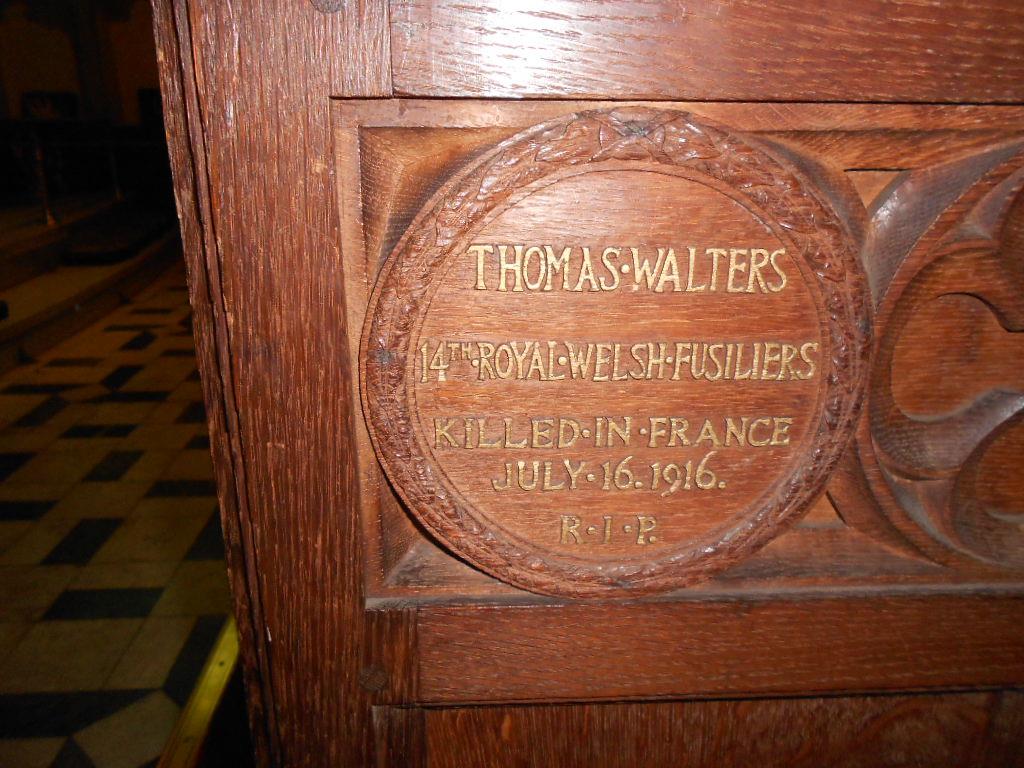 THOMAS·WALTERS
14TH·ROYAL·WELSH·FUSILIERS
KILLED·IN·FRANCE
JULY·16.1916.
R·I·P.